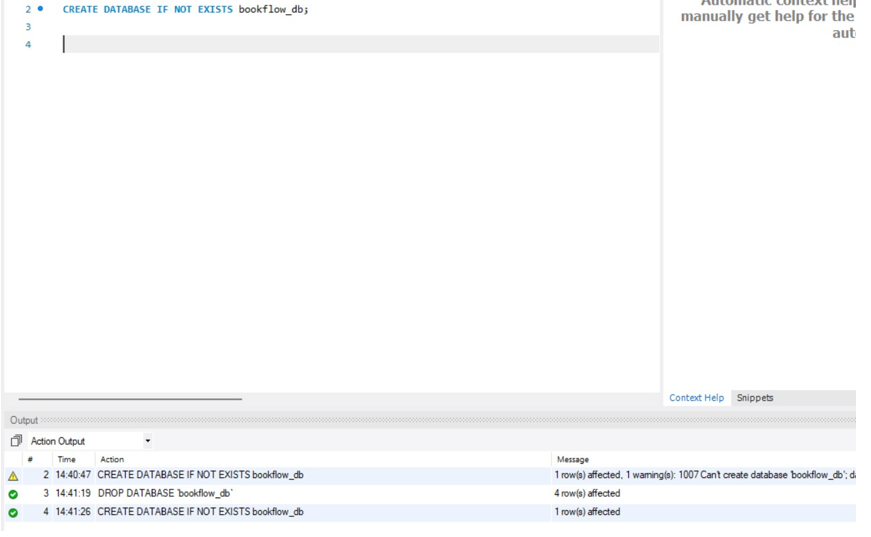 Automatic context help
manually get help for the
2 CREATE DATABASE IF NOT EXISTS bookflow_db;
3
4
Context Help Snippets
Output
Action Output
# Time Action Message
2 14:40:47 CREATE DATABASE IF NOT EXISTS bookflow_db 1 row(s) affected, 1 warning(s): 1007 Can't create database 'bookflow_db';
3 14:41:19 DROP DATABASE `bookflow_db` 4 row(s) affected
4 14:41:26 CREATE DATABASE IF NOT EXISTS bookflow_db 1 row(s) affected